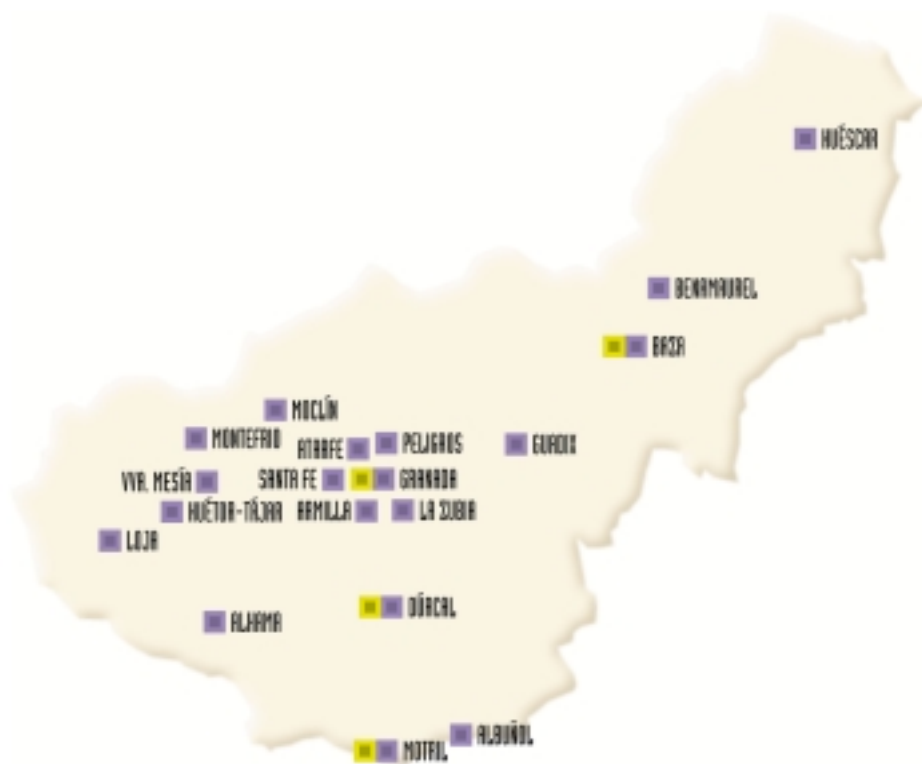 HUÉSCAR
BENAMAUREL
BAZA
MOCLÍN
MONTEFRIO
ATARFE
PELIGROS
GUADIX
VVA. MESÍA
SANTA FE
GRANADA
HUÉTOR-TÁJAR
ARMILLA
LA ZUBIA
LOJA
DÚRCAL
ALHAMA
ALBUÑOL
MOTRIL